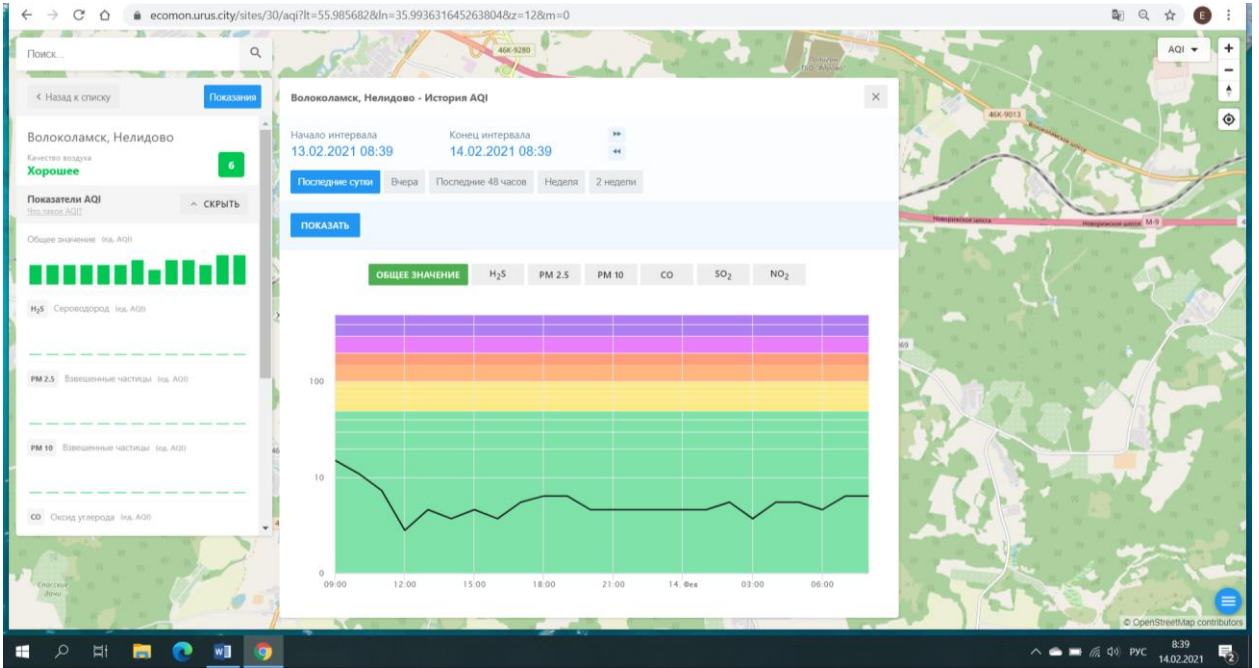 ecomon.urus.city/sites/30/aqi?lt=55.985682&ln=35.993631645263804&z=12&m=0
E
Поиск...
46К-9280
AQI
< Назад к списку
Показания
Волоколамск, Нелидово - История AQI
46К-9013
Волоколамск, Нелидово
Качество воздуха
Хорошее
6
Начало интервала
Конец интервала
13.02.2021 08:39
14.02.2021 08:39
Последние сутки
Вчера
Последние 48 часов
Неделя
2 недели
Показатели AQI
Что такое AQI?
СКРЫТЬ
ПОКАЗАТЬ
Новорижское шоссе
Новорижское шоссе
М-9
Общее значение (ед. AQI)
ОБЩЕЕ ЗНАЧЕНИЕ
H₂S
PM 2.5
PM 10
CO
SO₂
NO₂
H₂S Сероводород (ед. AQI)
PM 2.5 Взвешенные частицы (ед. AQI)
PM 10 Взвешенные частицы (ед. AQI)
CO Оксид углерода (ед. AQI)
100
10
0
09:00
12:00
15:00
18:00
21:00
14. Фев
03:00
06:00
Спасские
дачи
© OpenStreetMap contributors
РУС
8:39
14.02.2021
2